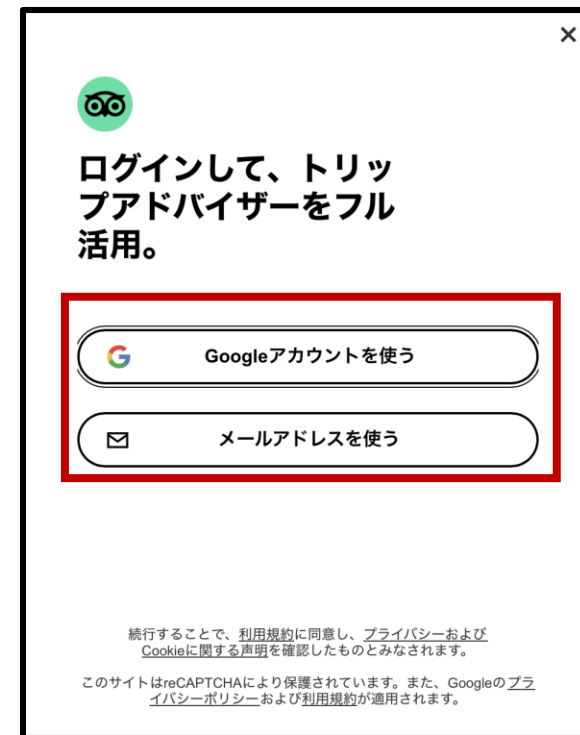 ログインして、トリッ
プアドバイザーをフル
活用。
Googleアカウントを使う
メールアドレスを使う
続行することで、利用規約に同意し、プライバシーおよび
Cookieに関する声明を確認したものとみなされます。
このサイトはreCAPTCHAにより保護されています。また、Googleのプラ
イバシーポリシーおよび利用規約が適用されます。